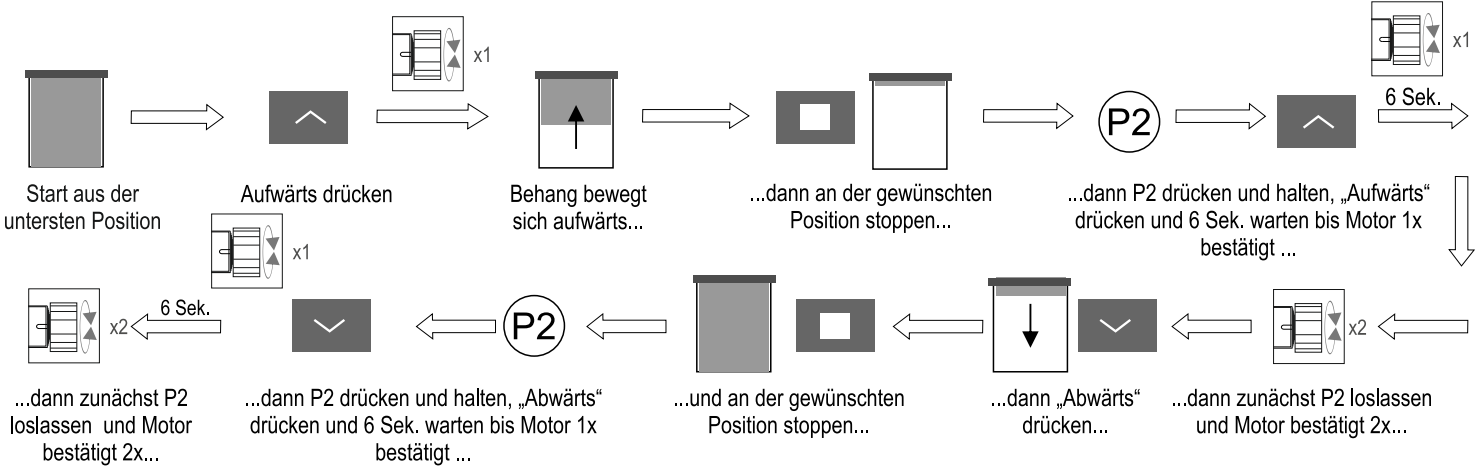 x1
Start aus der
untersten Position
Aufwärts drücken
Behang bewegt
sich aufwärts...
...dann an der gewünschten
Position stoppen...
P2
x1
6 Sek.
...dann P2 drücken und halten, „Aufwärts“
drücken und 6 Sek. warten bis Motor 1x
bestätigt ...
x2
...dann zunächst P2 loslassen
und Motor bestätigt 2x...
...dann „Abwärts“
drücken...
...und an der gewünschten
Position stoppen...
P2
x1
6 Sek.
...dann P2 drücken und halten, „Abwärts“
drücken und 6 Sek. warten bis Motor 1x
bestätigt ...
x2
...dann zunächst P2
loslassen und Motor
bestätigt 2x...